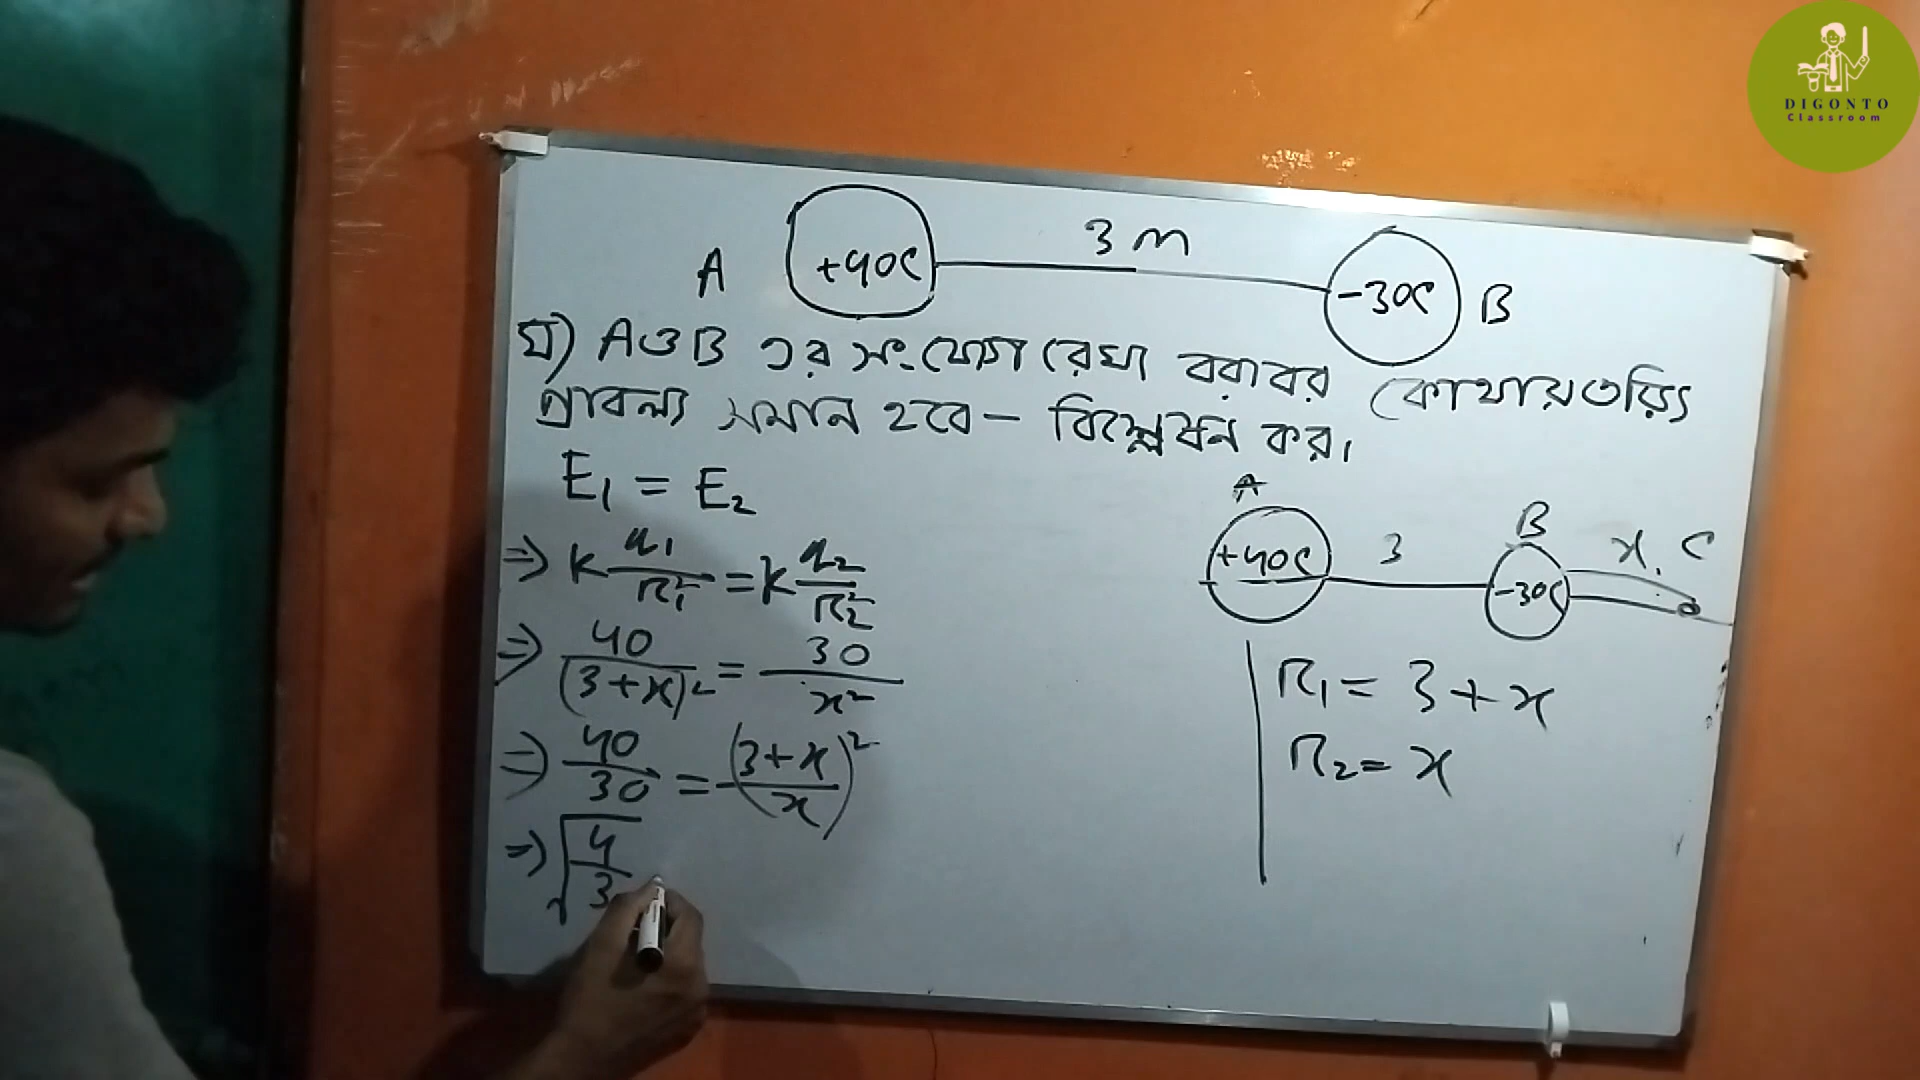 DIGONTO
Classroom
A +40C 3 m -30C B
ঘ) A ও B এর সংযোগ রেখা বরাবর কোথায় তড়িৎ
প্রাবল্য সমান হবে - বিশ্লেষন কর।
E₁ = E₂
⇒ K q₁/r₁² = K q₂/r₂²
⇒ 40/(3+x)² = 30/x²
⇒ 40/30 = ((3+x)/x)²
⇒ √(4/3)
A B x C
+40C 3 -30C
r₁ = 3+x
r₂ = x